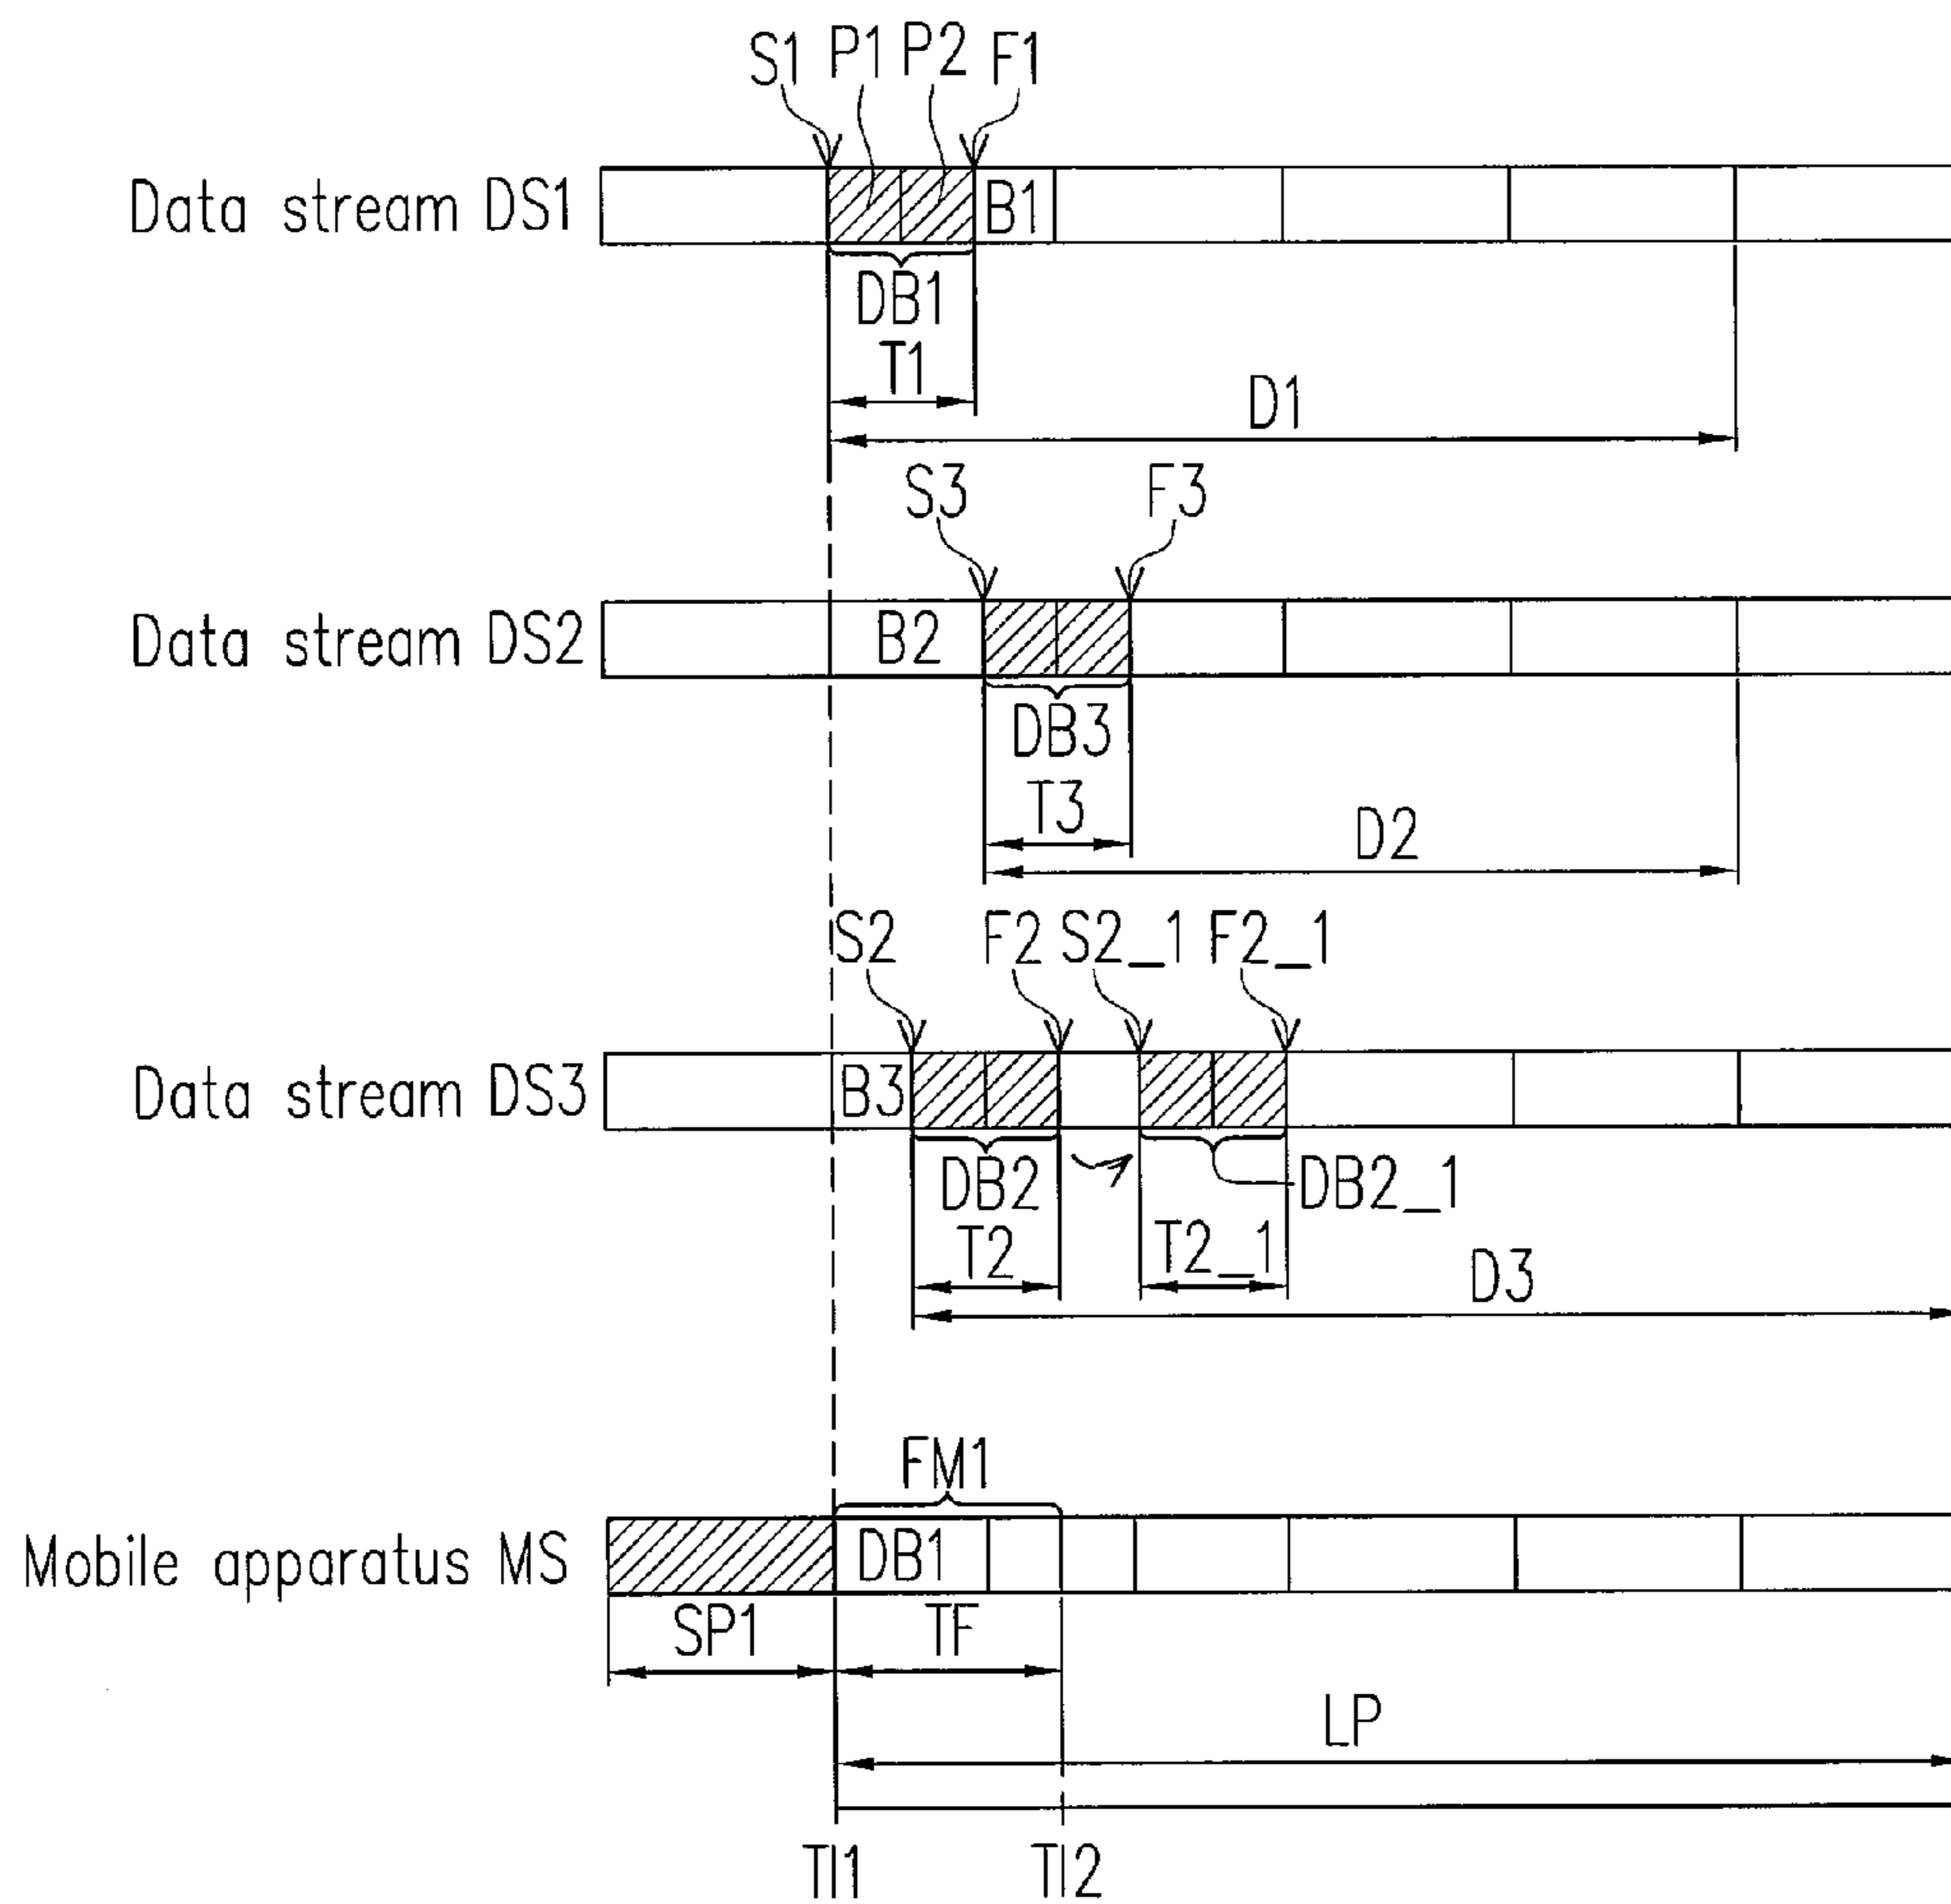 S1 P1 P2 F1
Data stream DS1 B1
DB1
T1
D1
S3 F3
Data stream DS2 B2
DB3
T3
D2
S2 F2 S2_1 F2_1
Data stream DS3 B3
DB2 DB2_1
T2 T2_1
D3
FM1
Mobile apparatus MS DB1
SP1 TF
LP
TI1 TI2